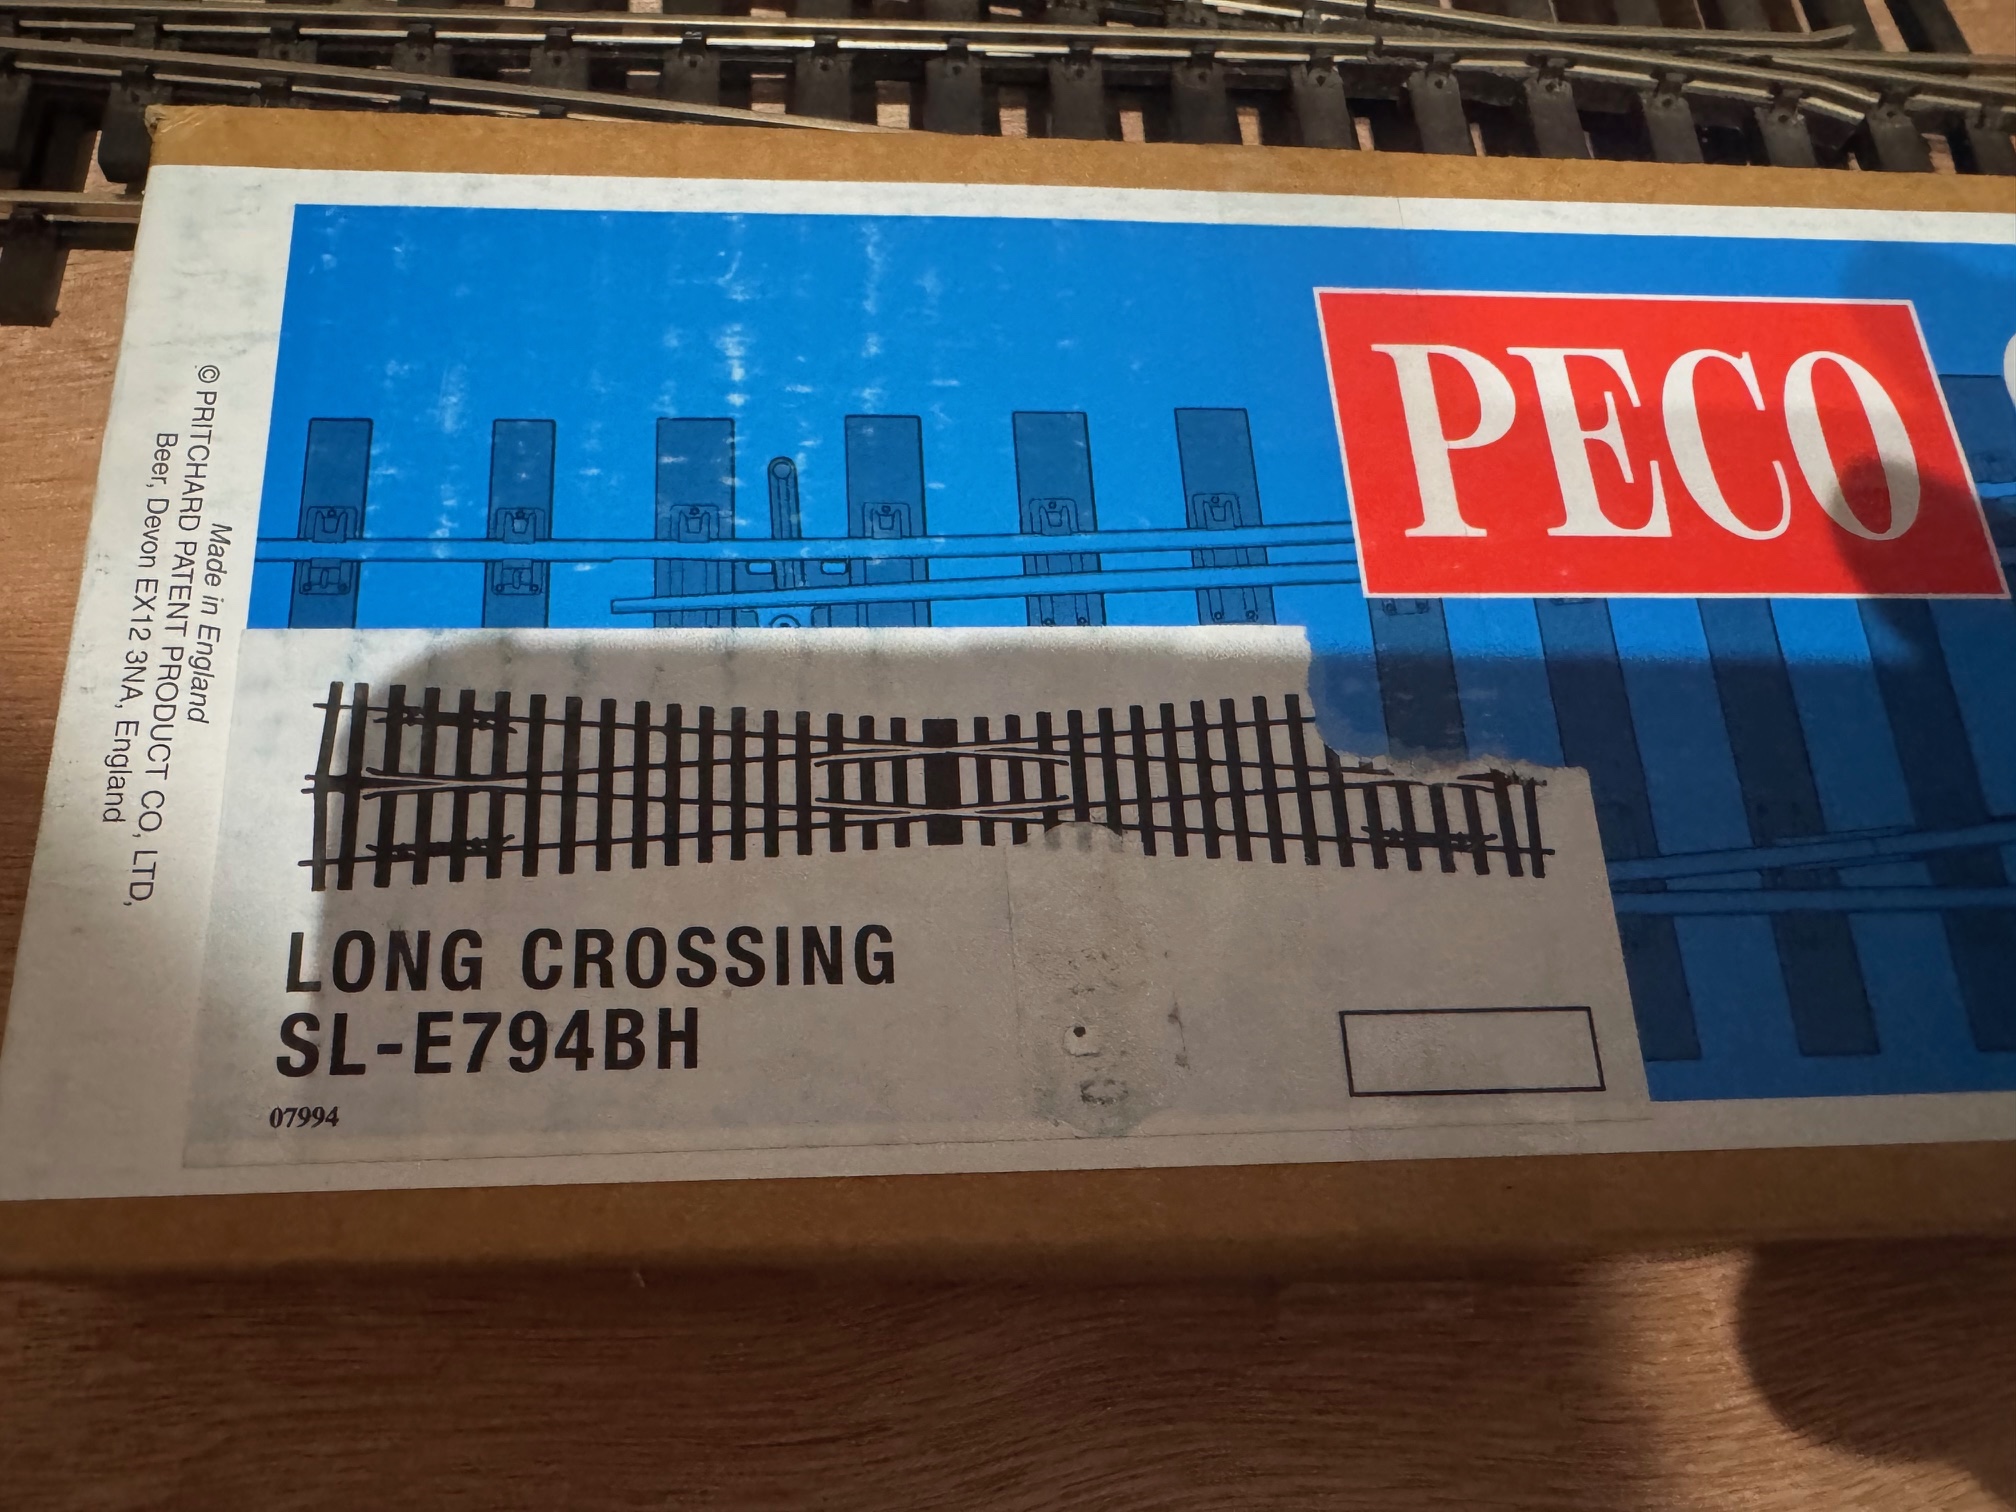 PECO
Made in England
© PRITCHARD PATENT PRODUCT CO, LTD,
Beer, Devon EX12 3NA, England
LONG CROSSING
SL-E794BH
07994